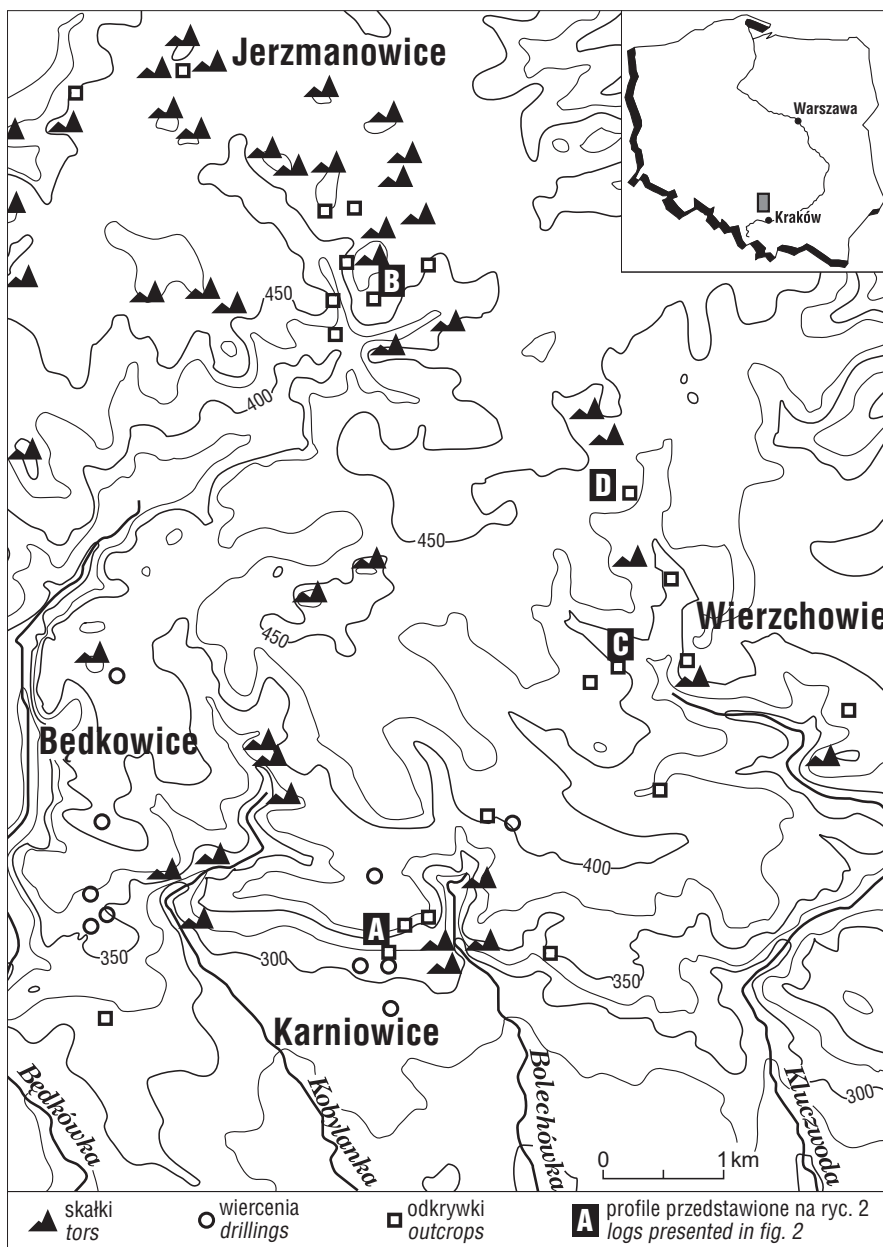 Jerzmanowice
Warszawa
Kraków
B
450
400
D
450
450
Wierzchowie
C
Będkowice
400
A
350
300
350
Karniowice
Będkówka
Kobylanka
Bolechówka
Kluczwoda
300
0 1 km
skałki
tors
wiercenia
drillings
odkrywki
outcrops
A
profile przedstawione na ryc. 2
logs presented in fig. 2